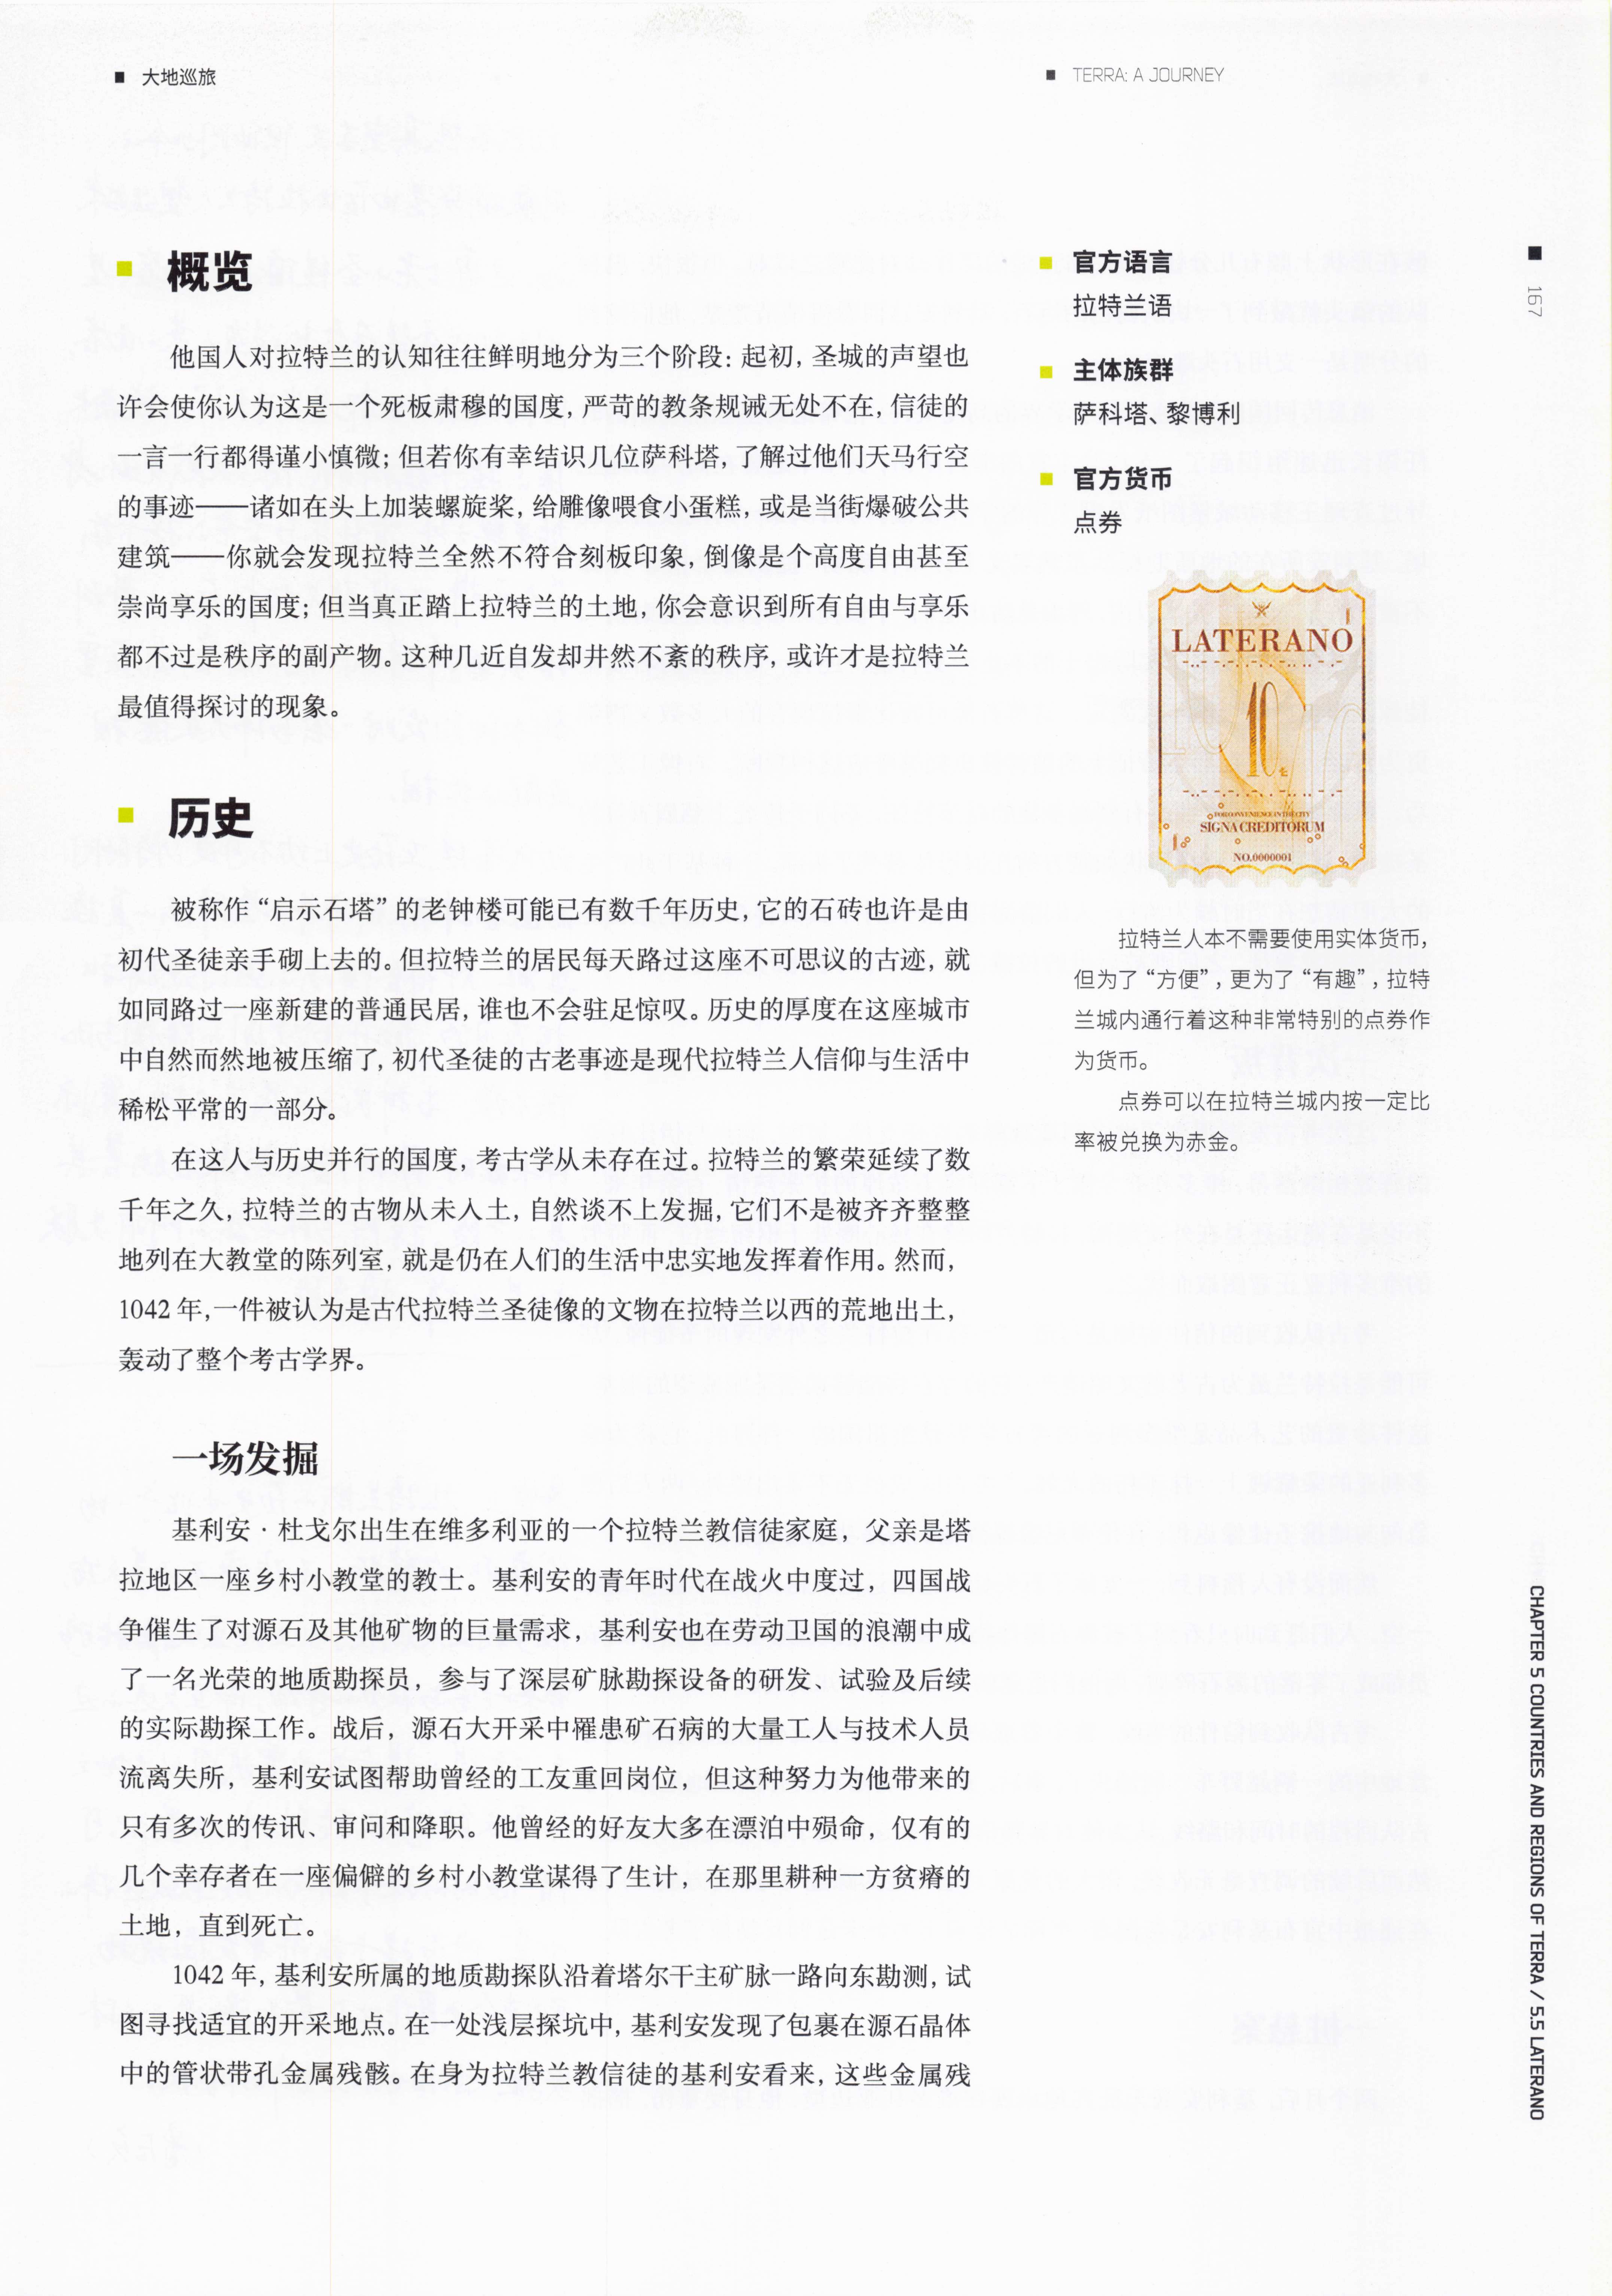 大地巡旅
TERRA: A JOURNEY
概览
他国人对拉特兰的认知往往鲜明地分为三个阶段：起初，圣城的声望也
许会使你认为这是一个死板肃穆的国度，严苛的教条规诫无处不在，信徒的
一言一行都得谨小慎微；但若你有幸结识几位萨科塔，了解过他们天马行空
的事迹——诸如在头上加装螺旋桨，给雕像喂食小蛋糕，或是当街爆破公共
建筑——你就会发现拉特兰全然不符合刻板印象，倒像是个高度自由甚至
崇尚享乐的国度；但当真正踏上拉特兰的土地，你会意识到所有自由与享乐
都不过是秩序的副产物。这种几近自发却井然不紊的秩序，或许才是拉特兰
最值得探讨的现象。
历史
被称作“启示石塔”的老钟楼可能已有数千年历史，它的石砖也许是由
初代圣徒亲手砌上去的。但拉特兰的居民每天路过这座不可思议的古迹，就
如同路过一座新建的普通民居，谁也不会驻足惊叹。历史的厚度在这座城市
中自然而然地被压缩了，初代圣徒的古老事迹是现代拉特兰人信仰与生活中
稀松平常的一部分。
在这人与历史并行的国度，考古学从未存在过。拉特兰的繁荣延续了数
千年之久，拉特兰的古物从未入土，自然谈不上发掘，它们不是被齐齐整整
地列在大教堂的陈列室，就是仍在人们的生活中忠实地发挥着作用。然而，
1042 年，一件被认为是古代拉特兰圣徒像的文物在拉特兰以西的荒地出土，
轰动了整个考古学界。
一场发掘
基利安·杜戈尔出生在维多利亚的一个拉特兰教信徒家庭，父亲是塔
拉地区一座乡村小教堂的教士。基利安的青年时代在战火中度过，四国战
争催生了对源石及其他矿物的巨量需求，基利安也在劳动卫国的浪潮中成
了一名光荣的地质勘探员，参与了深层矿脉勘探设备的研发、试验及后续
的实际勘探工作。战后，源石大开采中罹患矿石病的大量工人与技术人员
流离失所，基利安试图帮助曾经的工友重回岗位，但这种努力为他带来的
只有多次的传讯、审问和降职。他曾经的好友大多在漂泊中殒命，仅有的
几个幸存者在一座偏僻的乡村小教堂谋得了生计，在那里耕种一方贫瘠的
土地，直到死亡。
1042 年，基利安所属的地质勘探队沿着塔尔干主矿脉一路向东勘测，试
图寻找适宜的开采地点。在一处浅层探坑中，基利安发现了包裹在源石晶体
中的管状带孔金属残骸。在身为拉特兰教信徒的基利安看来，这些金属残
官方语言
拉特兰语
主体族群
萨科塔、黎博利
官方货币
点券
LATERANO
10
FOR CONVENIENCE IN THE CITY
SIGNA CREDITORUM
NO.0000001
拉特兰人本不需要使用实体货币，
但为了“方便”，更为了“有趣”，拉特
兰城内通行着这种非常特别的点券作
为货币。
点券可以在拉特兰城内按一定比
率被兑换为赤金。
167
CHAPTER 5 COUNTRIES AND REGIONS OF TERRA / 5.5 LATERANO